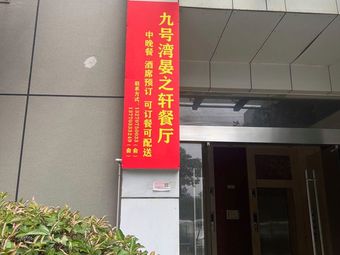 九号湾晏之轩餐厅
中晚餐 酒席预订 可订餐可配送